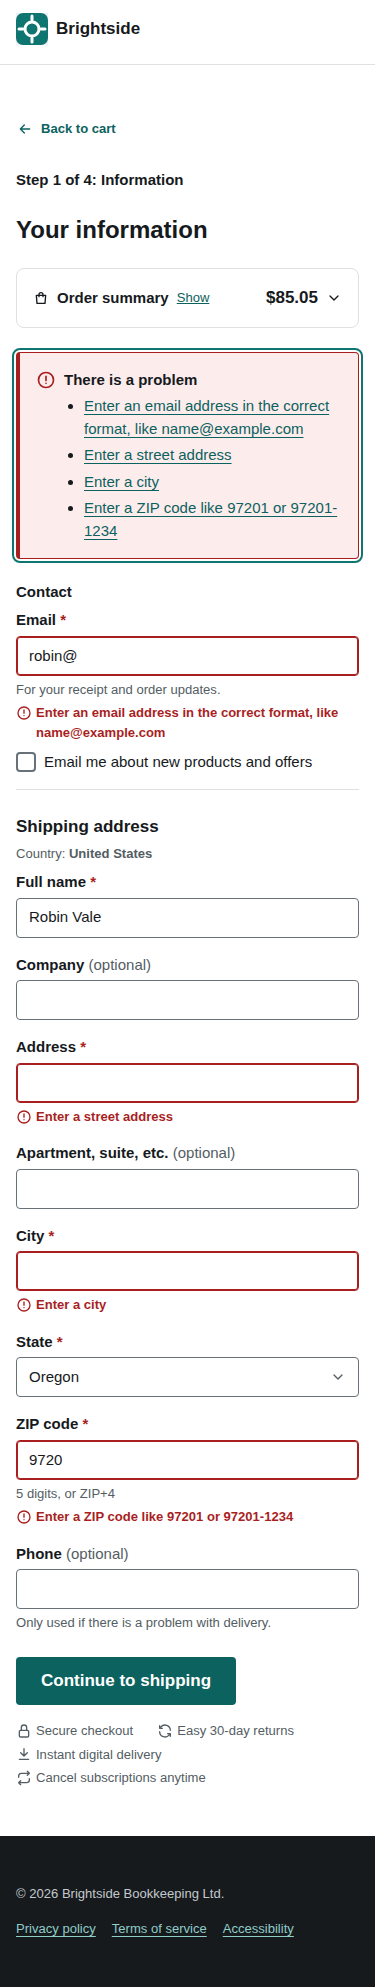 Brightside
Back to cart
Step 1 of 4: Information
Your information
Order summary Show $85.05
There is a problem
Enter an email address in the correct
format, like name@example.com
Enter a street address
Enter a city
Enter a ZIP code like 97201 or 97201-
1234
Contact
Email *
robin@
For your receipt and order updates.
Enter an email address in the correct format, like
name@example.com
Email me about new products and offers
Shipping address
Country: United States
Full name *
Robin Vale
Company (optional)
Address *
Enter a street address
Apartment, suite, etc. (optional)
City *
Enter a city
State *
Oregon
ZIP code *
9720
5 digits, or ZIP+4
Enter a ZIP code like 97201 or 97201-1234
Phone (optional)
Only used if there is a problem with delivery.
Continue to shipping
Secure checkout Easy 30-day returns
Instant digital delivery
Cancel subscriptions anytime
© 2026 Brightside Bookkeeping Ltd.
Privacy policy Terms of service Accessibility